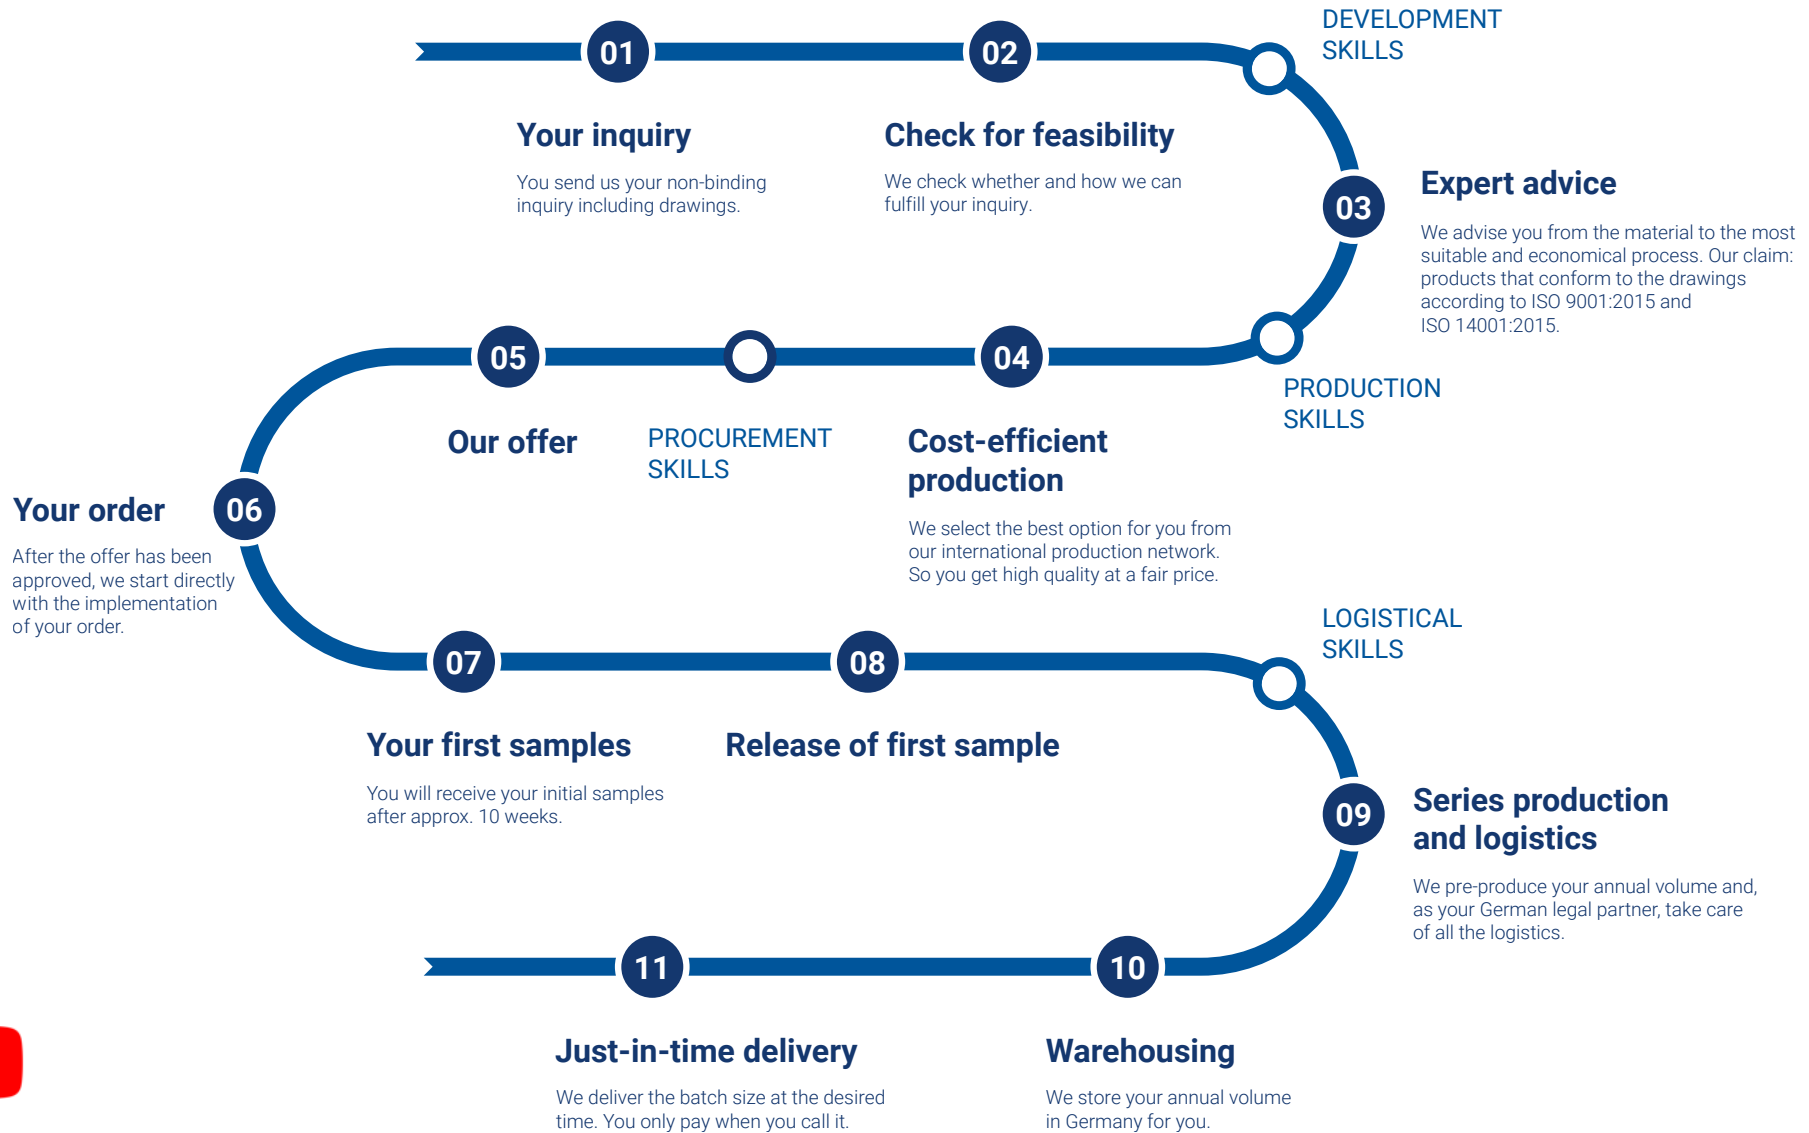 01
Your inquiry
You send us your non-binding
inquiry including drawings.
02
Check for feasibility
We check whether and how we can
fulfill your inquiry.
DEVELOPMENT
SKILLS
03
Expert advice
We advise you from the material to the most
suitable and economical process. Our claim:
products that conform to the drawings
according to ISO 9001:2015 and
ISO 14001:2015.
PRODUCTION
SKILLS
04
Cost-efficient
production
We select the best option for you from
our international production network.
So you get high quality at a fair price.
PROCUREMENT
SKILLS
05
Our offer
06
Your order
After the offer has been
approved, we start directly
with the implementation
of your order.
07
Your first samples
You will receive your initial samples
after approx. 10 weeks.
08
Release of first sample
LOGISTICAL
SKILLS
09
Series production
and logistics
We pre-produce your annual volume and,
as your German legal partner, take care
of all the logistics.
10
Warehousing
We store your annual volume
in Germany for you.
11
Just-in-time delivery
We deliver the batch size at the desired
time. You only pay when you call it.